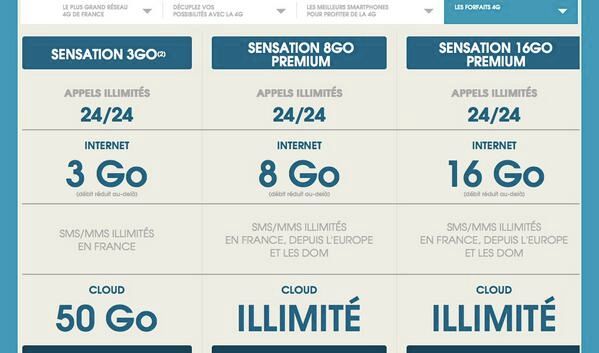 LE PLUS GRAND RÉSEAU
4G DE FRANCE
DÉCUPLEZ VOS
POSSIBILITÉS AVEC LA 4G
LES MEILLEURS SMARTPHONES
POUR PROFITER DE LA 4G
LES FORFAITS 4G
SENSATION 3GO(2)
SENSATION 8GO
PREMIUM
SENSATION 16GO
PREMIUM
APPELS ILLIMITÉS
24/24
APPELS ILLIMITÉS
24/24
APPELS ILLIMITÉS
24/24
INTERNET
3 Go
(débit réduit au-delà)
INTERNET
8 Go
(débit réduit au-delà)
INTERNET
16 Go
(débit réduit au-delà)
SMS/MMS ILLIMITÉS
EN FRANCE
SMS/MMS ILLIMITÉS
EN FRANCE, DEPUIS L'EUROPE
ET LES DOM
SMS/MMS ILLIMITÉS
EN FRANCE, DEPUIS L'EUROPE
ET LES DOM
CLOUD
50 Go
CLOUD
ILLIMITÉ
CLOUD
ILLIMITÉ